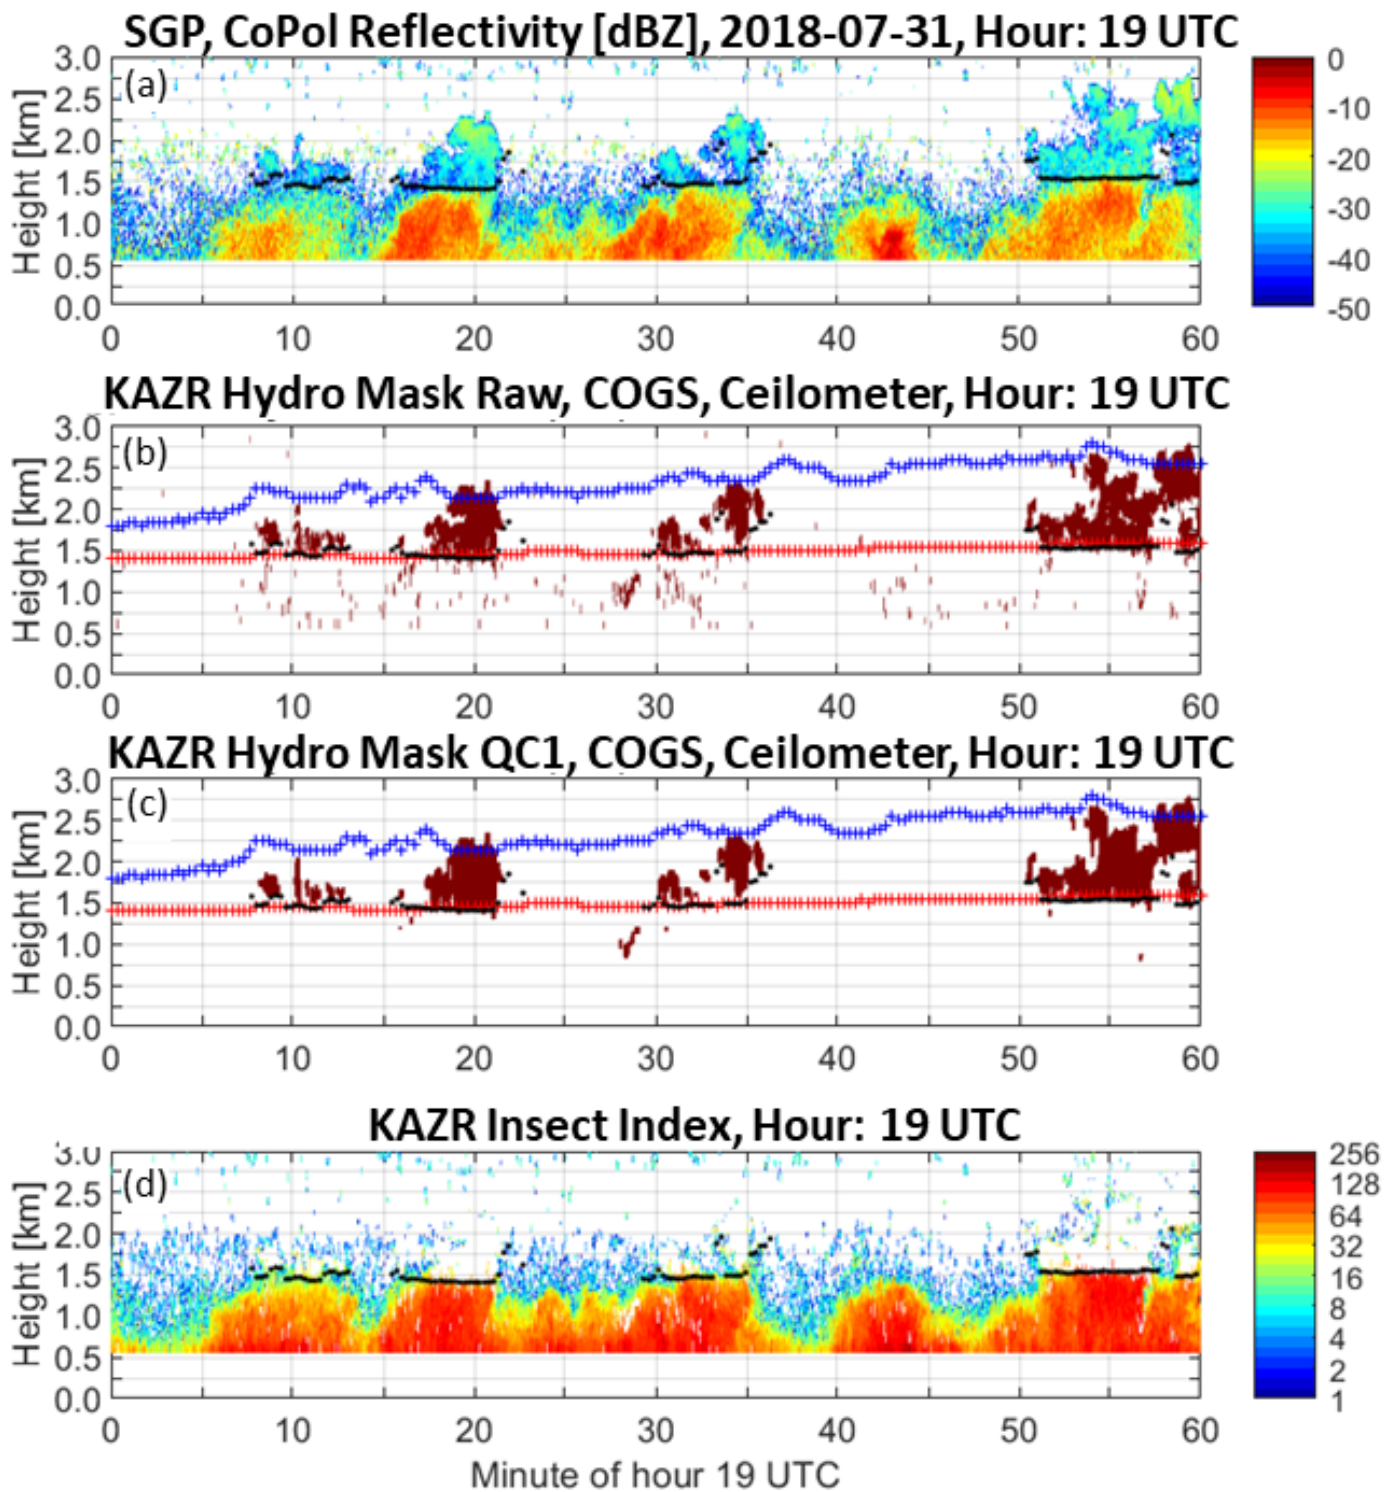 SGP, CoPol Reflectivity [dBZ], 2018-07-31, Hour: 19 UTC
(a)
Height [km]
3.0
2.5
2.0
1.5
1.0
0.5
0.0
0 10 20 30 40 50 60
0
-10
-20
-30
-40
-50
KAZR Hydro Mask Raw, COGS, Ceilometer, Hour: 19 UTC
(b)
Height [km]
3.0
2.5
2.0
1.5
1.0
0.5
0.0
0 10 20 30 40 50 60
KAZR Hydro Mask QC1, COGS, Ceilometer, Hour: 19 UTC
(c)
Height [km]
3.0
2.5
2.0
1.5
1.0
0.5
0.0
0 10 20 30 40 50 60
KAZR Insect Index, Hour: 19 UTC
(d)
Height [km]
3.0
2.5
2.0
1.5
1.0
0.5
0.0
0 10 20 30 40 50 60
Minute of hour 19 UTC
256
128
64
32
16
8
4
2
1